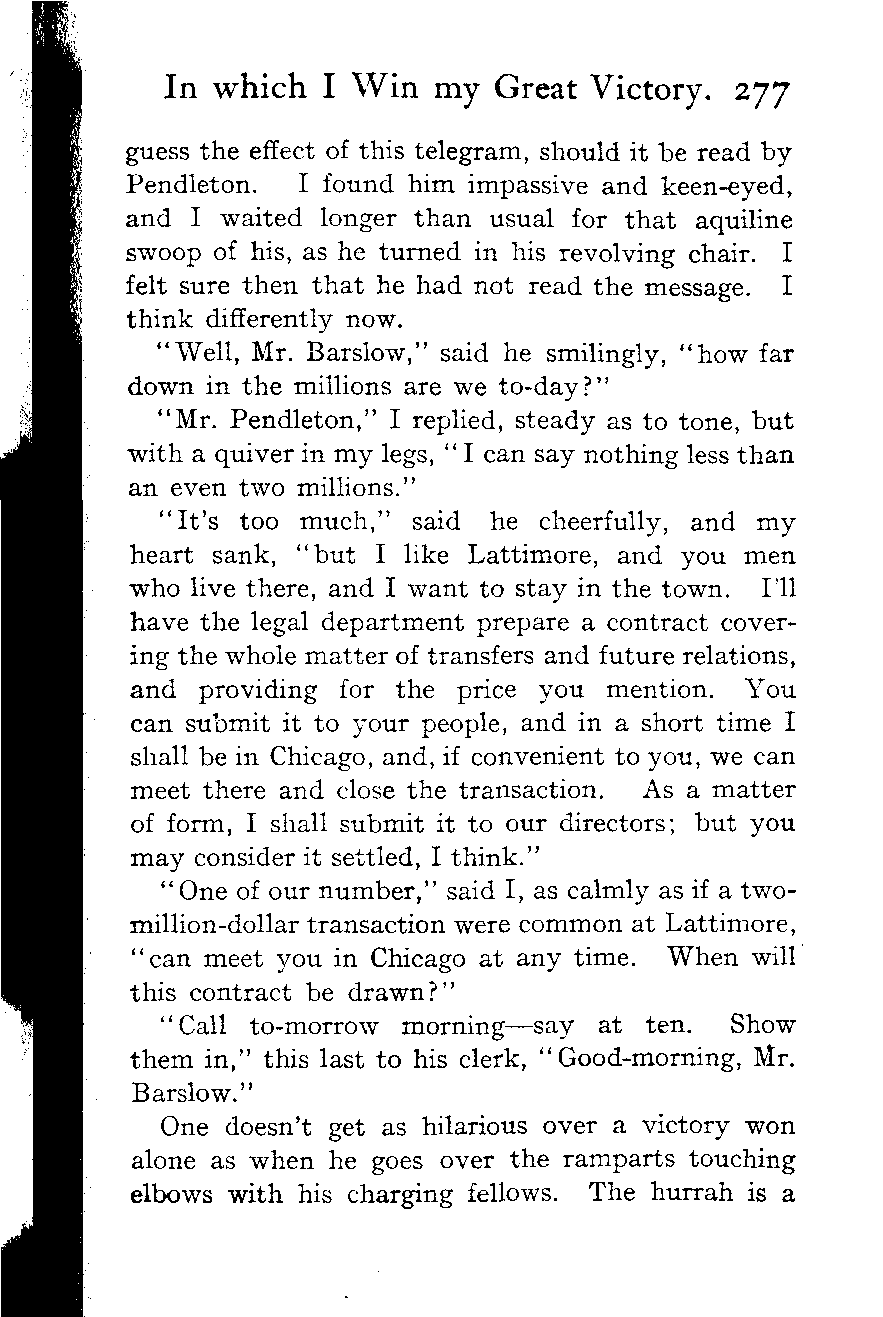 In which I Win my Great Victory. 277
guess the effect of this telegram, should it be read by
Pendleton. I found him impassive and keen-eyed,
and I waited longer than usual for that aquiline
swoop of his, as he turned in his revolving chair. I
felt sure then that he had not read the message. I
think differently now.
"Well, Mr. Barslow," said he smilingly, "how far
down in the millions are we to-day?"
"Mr. Pendleton," I replied, steady as to tone, but
with a quiver in my legs, "I can say nothing less than
an even two millions."
"It's too much," said he cheerfully, and my
heart sank, "but I like Lattimore, and you men
who live there, and I want to stay in the town. I'll
have the legal department prepare a contract cover-
ing the whole matter of transfers and future relations,
and providing for the price you mention. You
can submit it to your people, and in a short time I
shall be in Chicago, and, if convenient to you, we can
meet there and close the transaction. As a matter
of form, I shall submit it to our directors; but you
may consider it settled, I think."
"One of our number," said I, as calmly as if a two-
million-dollar transaction were common at Lattimore,
"can meet you in Chicago at any time. When will
this contract be drawn?"
"Call to-morrow morning—say at ten. Show
them in," this last to his clerk, "Good-morning, Mr.
Barslow."
One doesn't get as hilarious over a victory won
alone as when he goes over the ramparts touching
elbows with his charging fellows. The hurrah is a